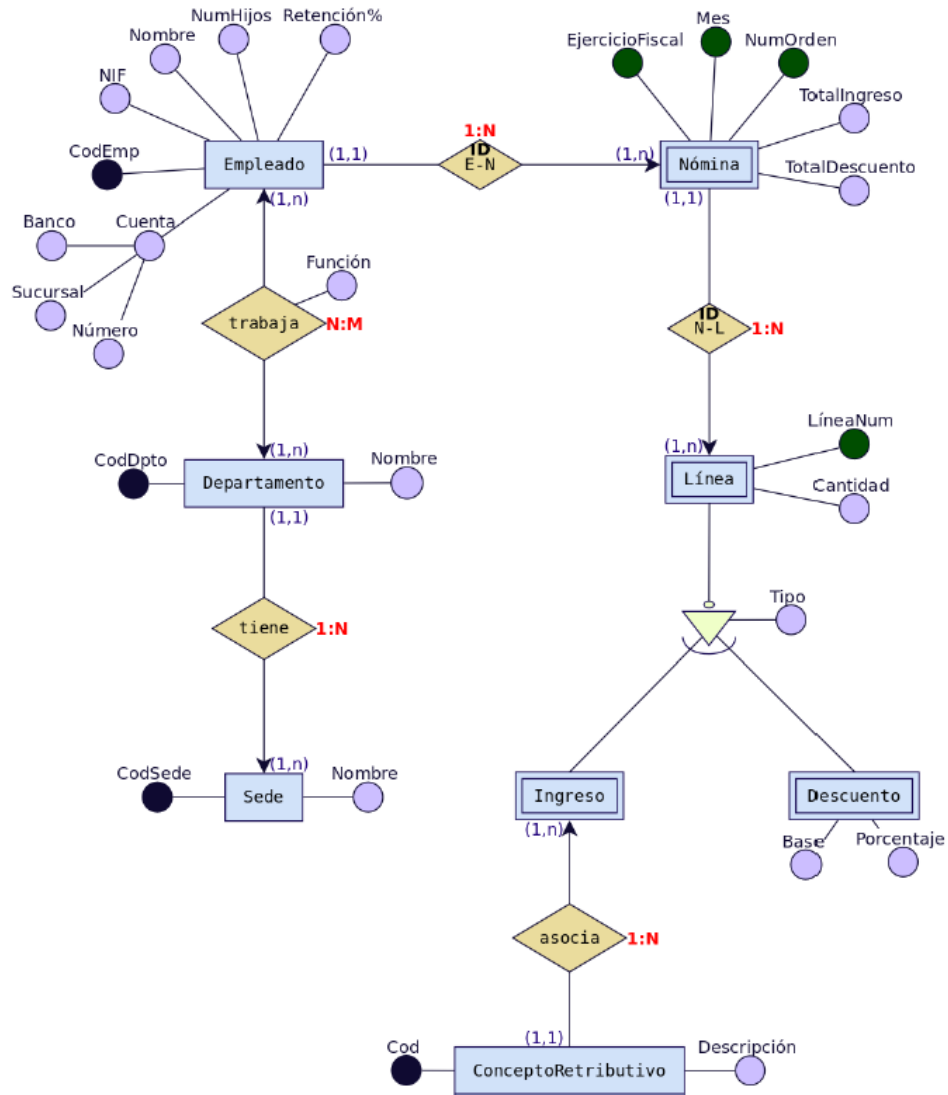 NumHijos
Retención%
Nombre
NIF
CodEmp
Empleado
(1,1)
(1,n)
Banco
Cuenta
Sucursal
Número
1:N
ID
E-N
EjercicioFiscal
Mes
NumOrden
TotalIngreso
TotalDescuento
(1,n)
Nómina
(1,1)
Función
trabaja
N:M
ID
N-L
1:N
(1,n)
CodDpto
Departamento
Nombre
(1,1)
(1,n)
Línea
LíneaNum
Cantidad
tiene
1:N
Tipo
(1,n)
CodSede
Sede
Nombre
Ingreso
(1,n)
Descuento
Base
Porcentaje
asocia
1:N
(1,1)
Cod
ConceptoRetributivo
Descripción